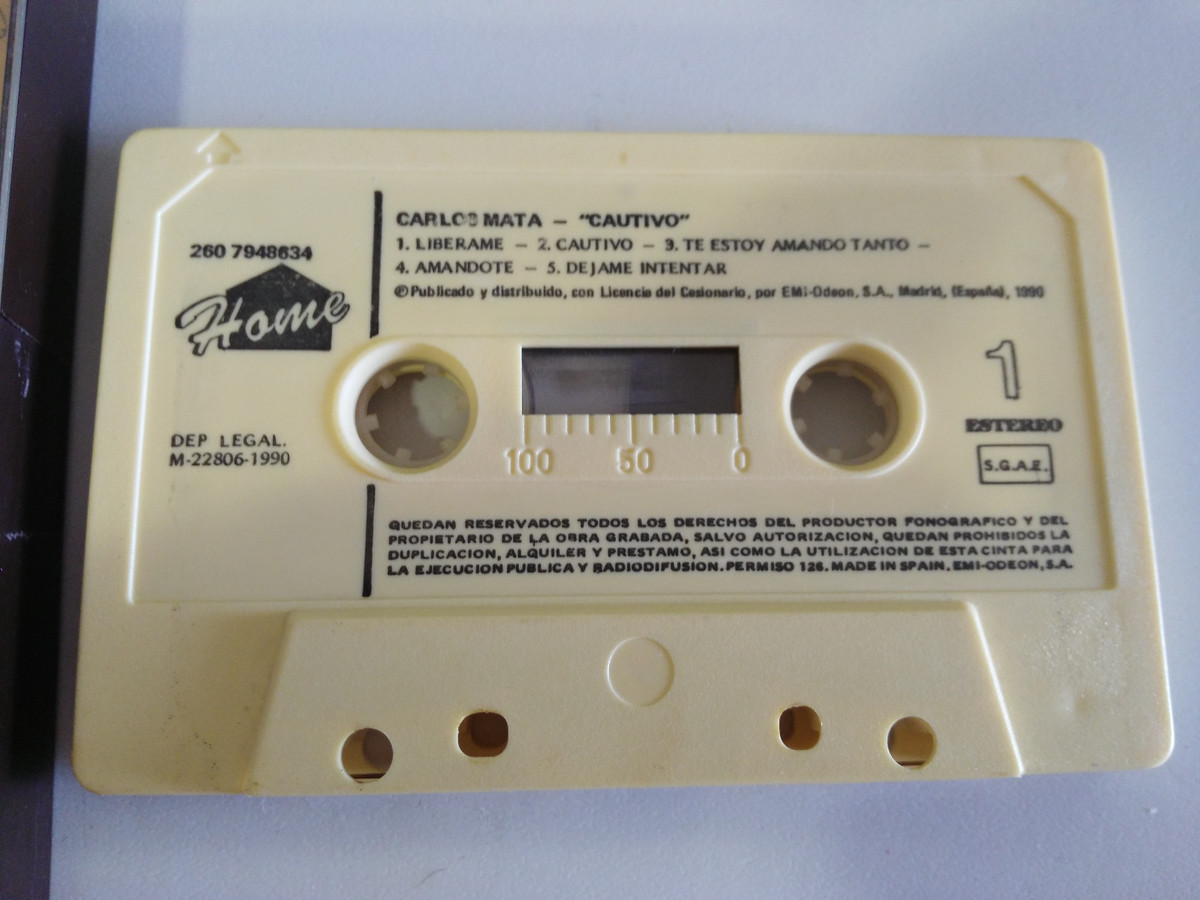 CARLOS MATA — "CAUTIVO"
1. LIBERAME — 2. CAUTIVO — 3. TE ESTOY AMANDO TANTO —
4. AMANDOTE — 5. DEJAME INTENTAR
℗ Publicado y distribuido, con Licencia del Cesionario, por EMI-Odeon, S.A., Madrid, (España), 1990
260 7948634
Home
DEP LEGAL.
M-22806-1990
100 50 0
1
ESTEREO
S.G.A.E.
QUEDAN RESERVADOS TODOS LOS DERECHOS DEL PRODUCTOR FONOGRAFICO Y DEL
PROPIETARIO DE LA OBRA GRABADA, SALVO AUTORIZACION, QUEDAN PROHIBIDOS LA
DUPLICACION, ALQUILER Y PRESTAMO, ASI COMO LA UTILIZACION DE ESTA CINTA PARA
LA EJECUCION PUBLICA Y RADIODIFUSION. PERMISO 126. MADE IN SPAIN. EMI-ODEON, S.A.